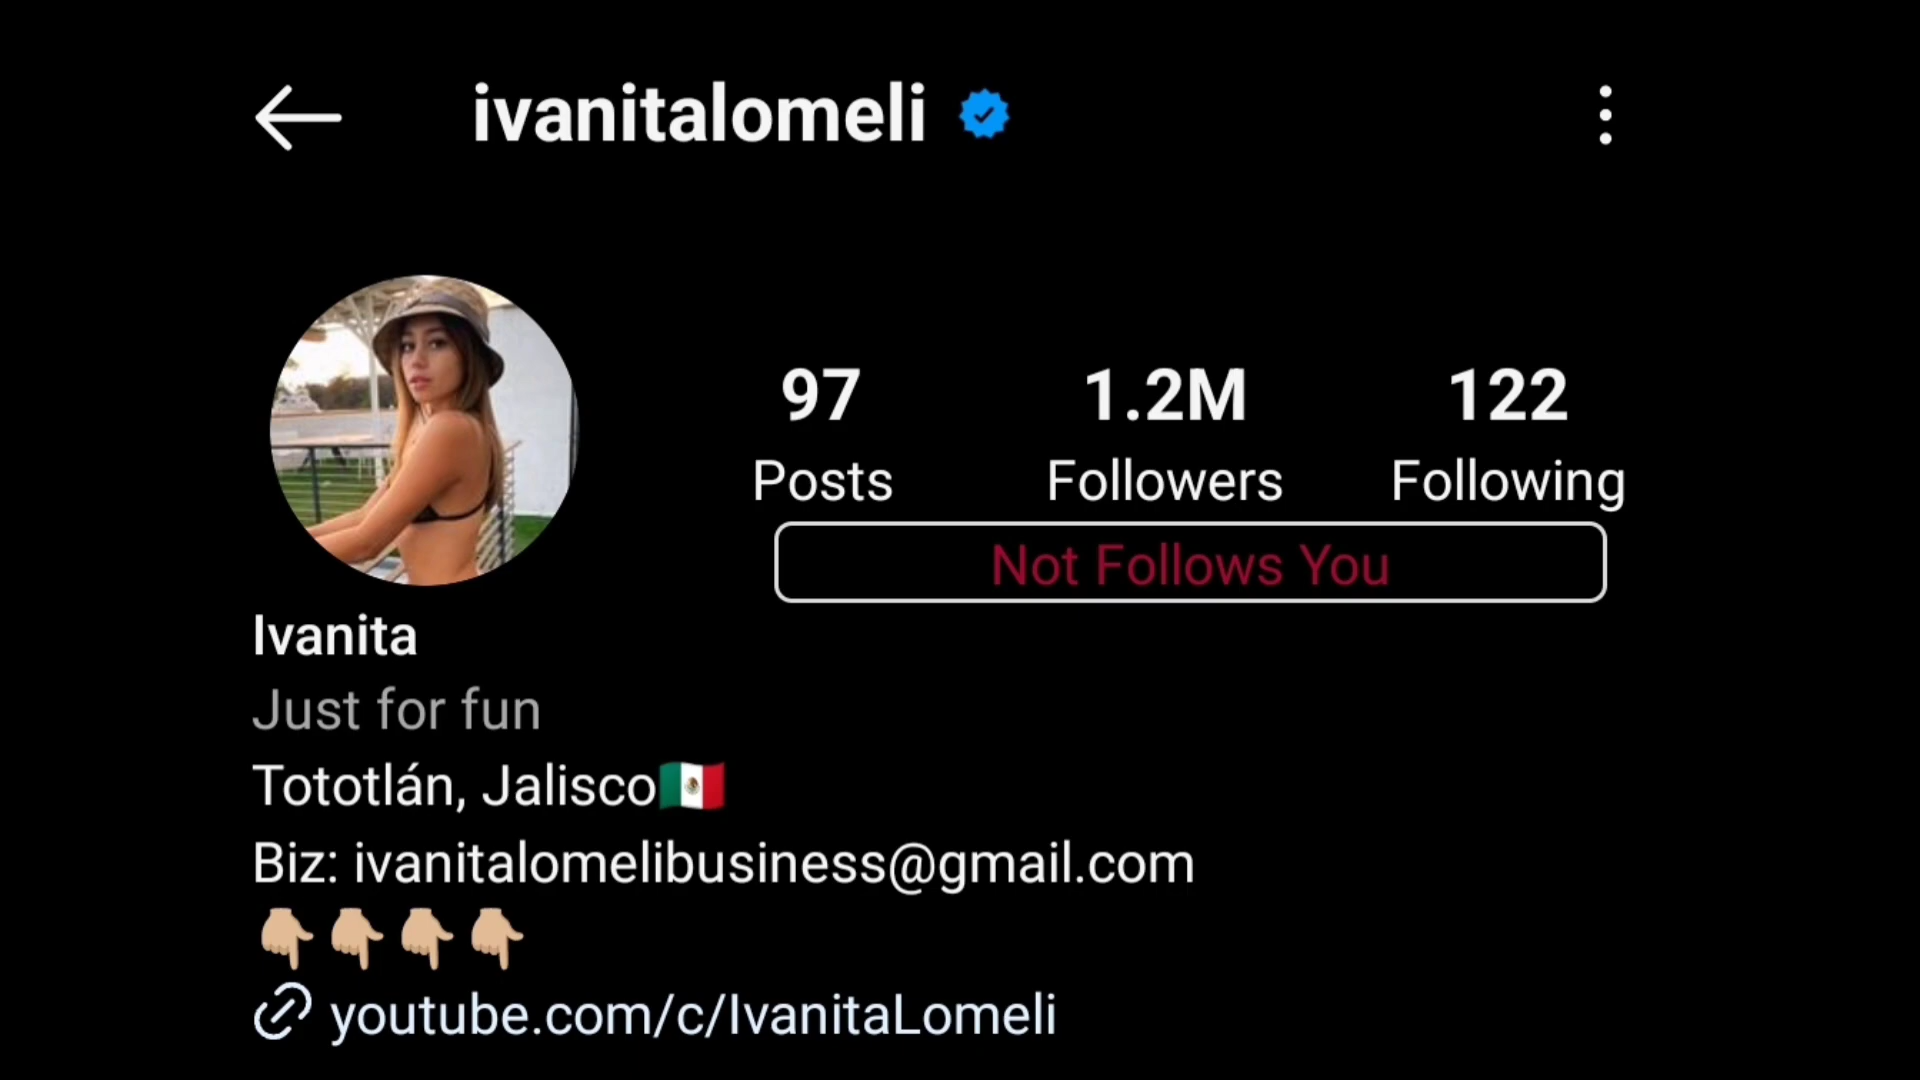 ivanitalomeli
97 1.2M 122
Posts Followers Following
Not Follows You
Ivanita
Just for fun
Tototlán, Jalisco🇲🇽
Biz: ivanitalomelibusiness@gmail.com
👇🏼👇🏼👇🏼👇🏼
youtube.com/c/IvanitaLomeli